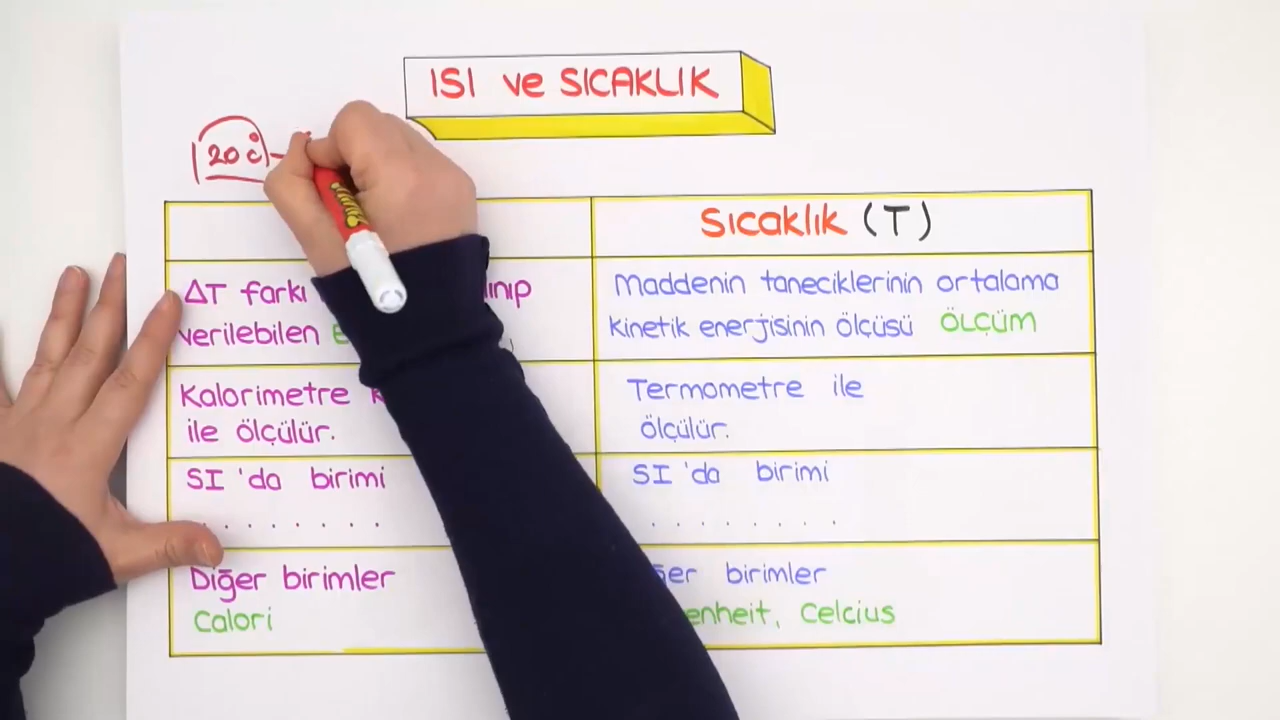 ISI ve SICAKLIK
20 c°
Sıcaklık (T)
ΔT farkı
verilebilen
Maddenin taneciklerinin ortalama
kinetik enerjisinin ölçüsü ÖLÇÜM
Kalorimetre
ile ölçülür.
Termometre ile
ölçülür.
SI 'da birimi
. . . . . . . .
SI 'da birimi
. . . . . . . .
Diğer birimler
Calori
birimler
Celcius